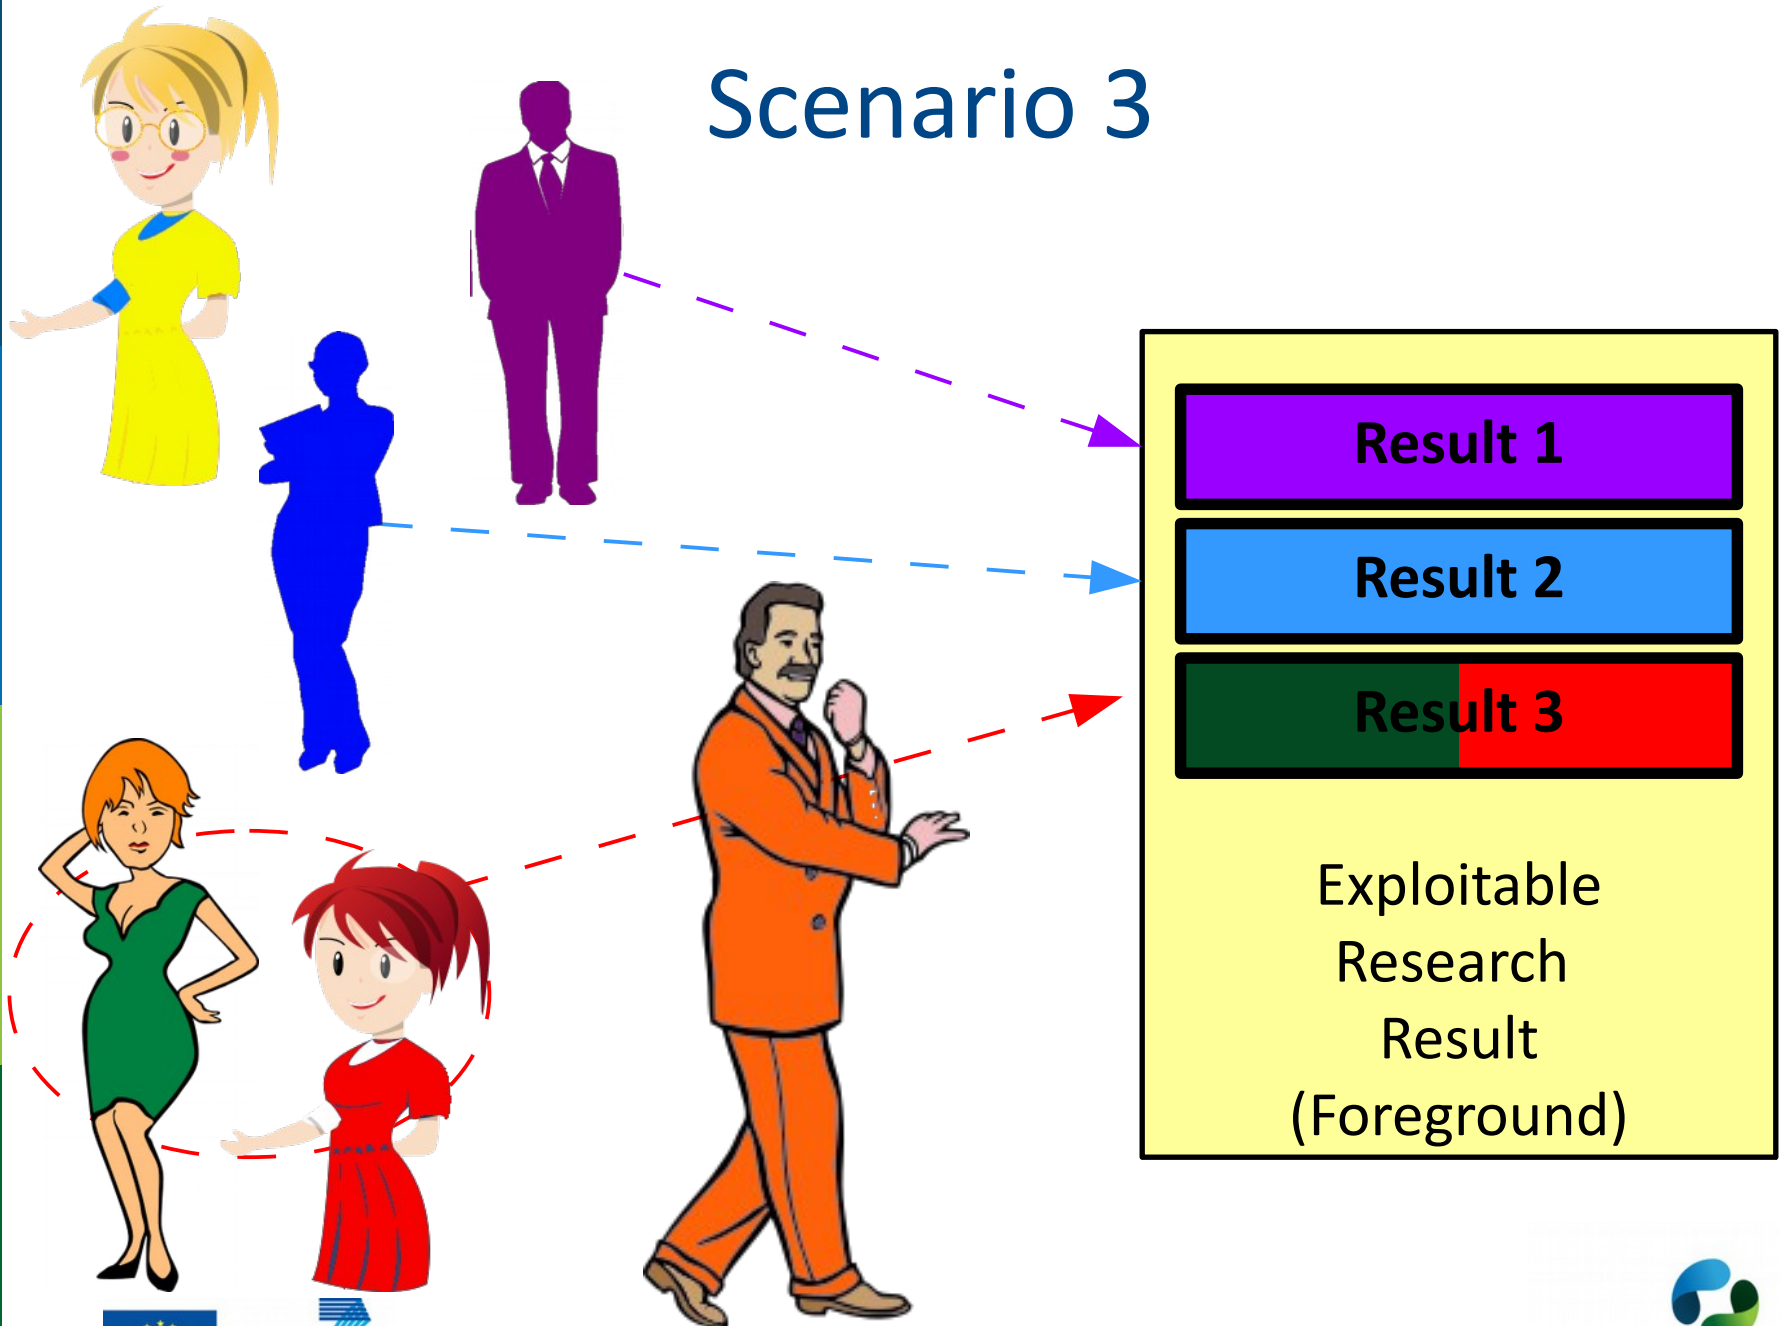 Scenario 3
Result 1
Result 2
Result 3
Exploitable
Research
Result
(Foreground)